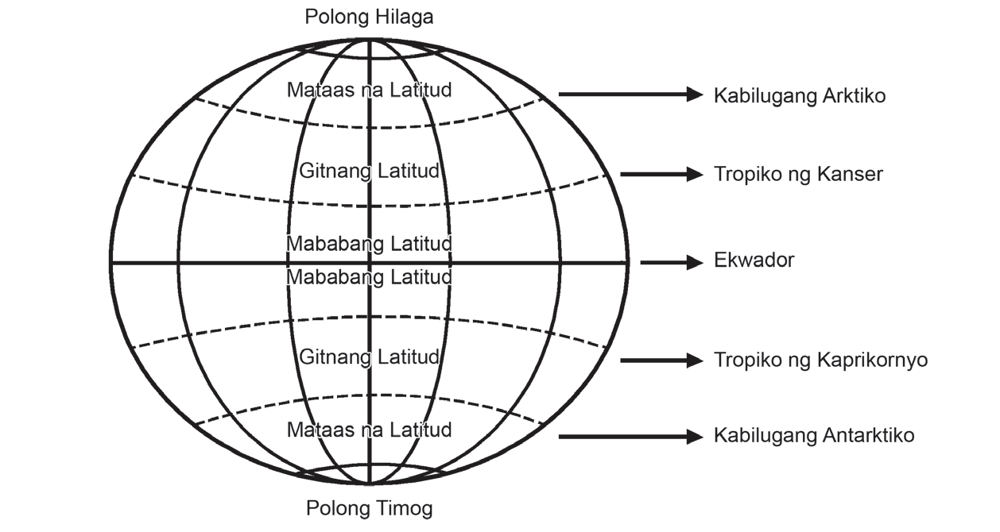 Polong Hilaga
Mataas na Latitud
Kabilugang Arktiko
Gitnang Latitud
Tropiko ng Kanser
Mababang Latitud
Ekwador
Mababang Latitud
Gitnang Latitud
Tropiko ng Kaprikornyo
Mataas na Latitud
Kabilugang Antarktiko
Polong Timog